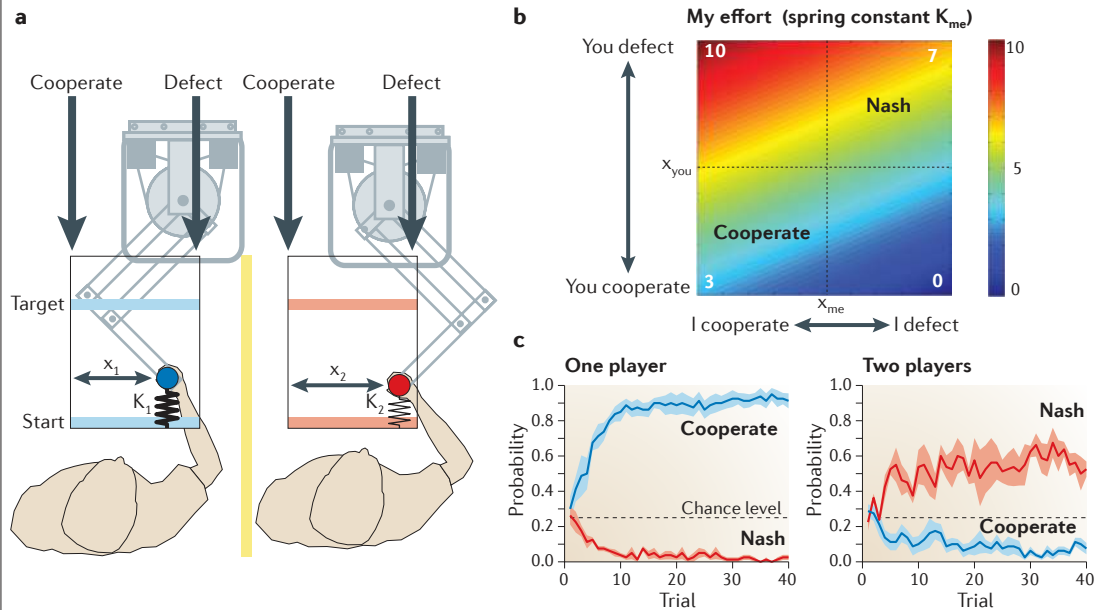 a
Cooperate
Defect
Cooperate
Defect
Target
x1
x2
K1
K2
Start
b
My effort (spring constant Kme)
You defect
10
7
10
Nash
xyou
5
Cooperate
You cooperate
3
0
0
xme
I cooperate
I defect
c
One player
Two players
1.0
0.8
0.6
0.4
0.2
0.0
Probability
Cooperate
Chance level
Nash
0
10
20
30
40
Trial
1.0
0.8
0.6
0.4
0.2
0.0
Probability
Nash
Cooperate
0
10
20
30
40
Trial